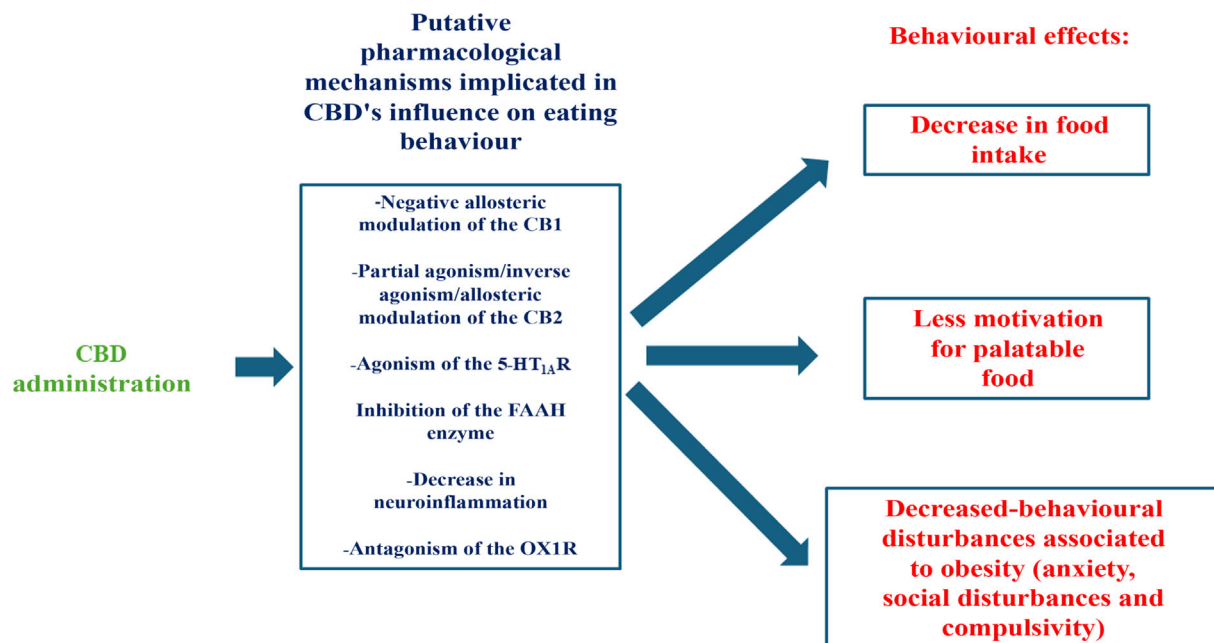 CBD
administration
Putative
pharmacological
mechanisms implicated in
CBD's influence on eating
behaviour
-Negative allosteric
modulation of the CB1
-Partial agonism/inverse
agonism/allosteric
modulation of the CB2
-Agonism of the 5-HT1AR
Inhibition of the FAAH
enzyme
-Decrease in
neuroinflammation
-Antagonism of the OX1R
Behavioural effects:
Decrease in food
intake
Less motivation
for palatable
food
Decreased-behavioural
disturbances associated
to obesity (anxiety,
social disturbances and
compulsivity)